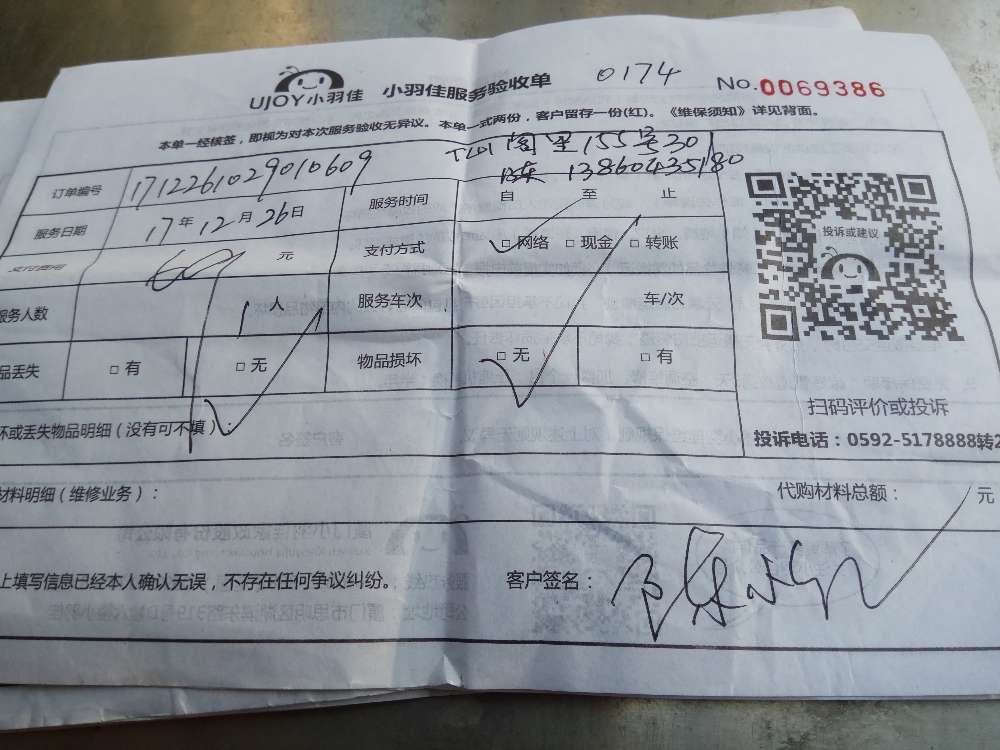 UJOY小羽佳 小羽佳服务验收单 0174 No.0069386
本单一经核签，即视为对本次服务验收无异议。本单一式两份，客户留存一份(红)。《维保须知》详见背面。
阁里155号301
13860435180
订单编号 1712261029010609
服务时间 自 至 止
服务日期 17年12月26日
元 支付方式 □ 网络 □ 现金 □ 转账
服务人数 1人 服务车次 车/次
品丢失 □ 有 □ 无 物品损坏 □ 无 □ 有
坏或丢失物品明细（没有可不填）：
投诉或建议
扫码评价或投诉
投诉电话：0592-5178888转2
材料明细（维修业务）： 代购材料总额： 元
上填写信息已经本人确认无误，不存在任何争议纠纷。 客户签名：